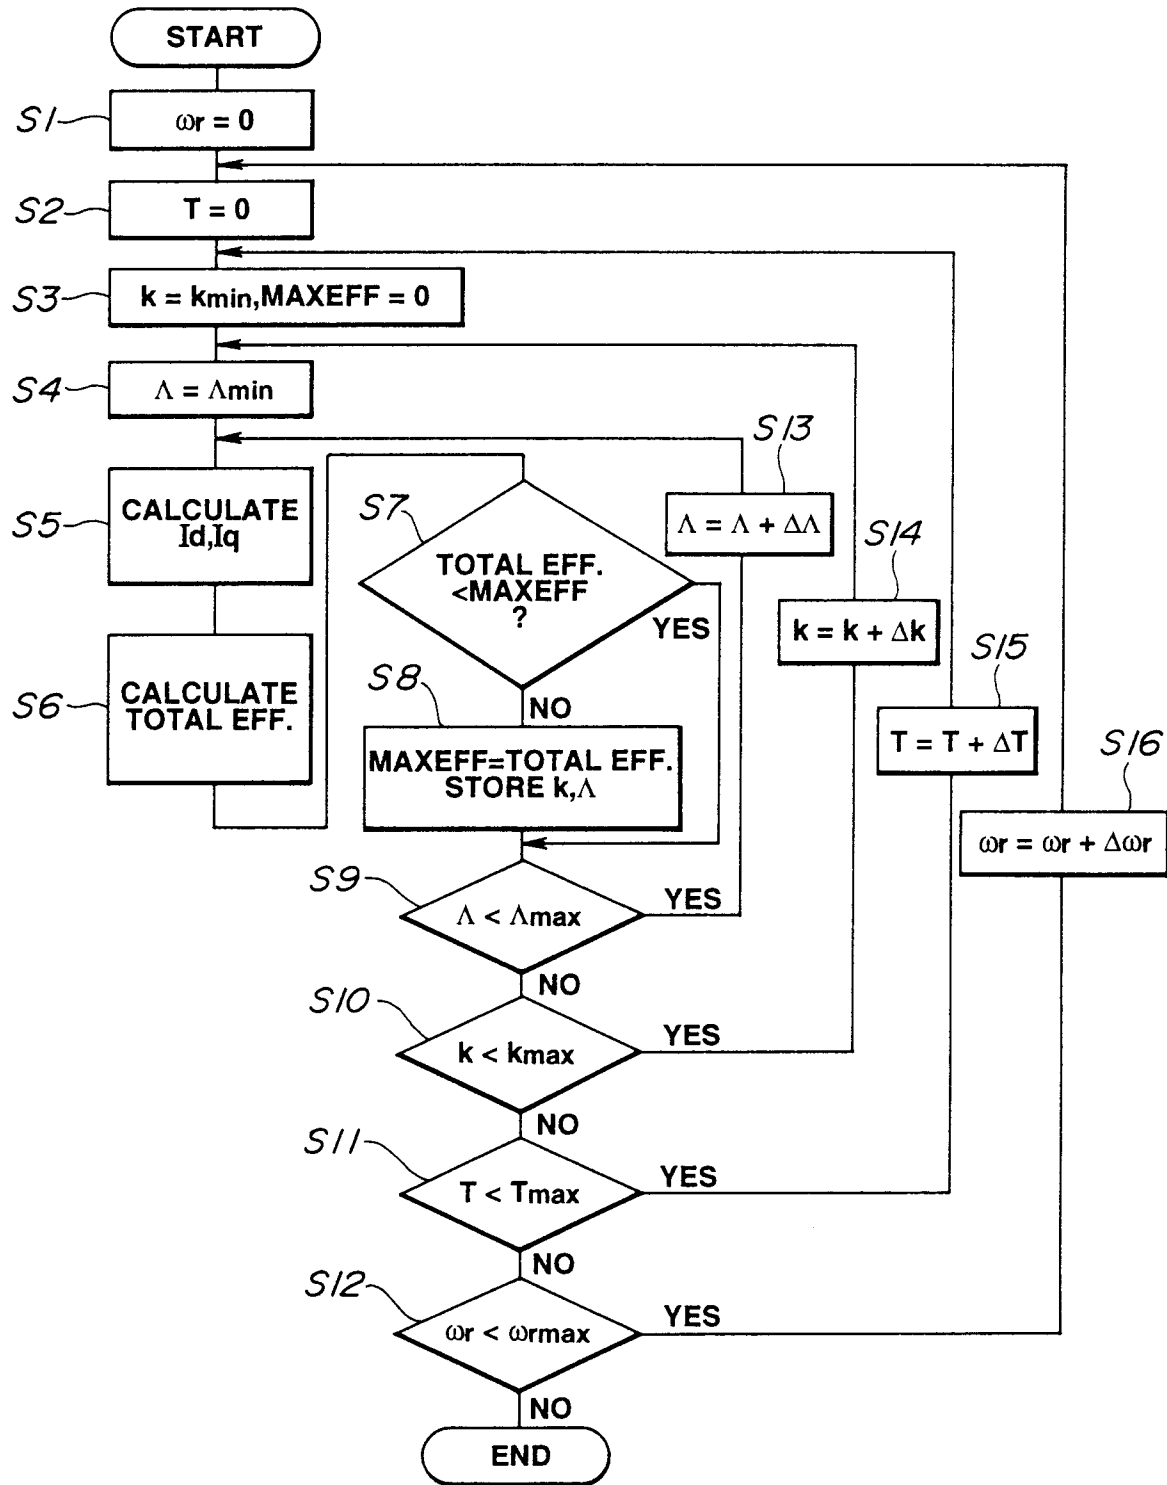 START
S1
ωr = 0
S2
T = 0
S3
k = kmin,MAXEFF = 0
S4
Λ = Λmin
S5
CALCULATE
Id,Iq
S6
CALCULATE
TOTAL EFF.
S7
TOTAL EFF.
<MAXEFF
?
YES
NO
S8
MAXEFF=TOTAL EFF.
STORE k,Λ
S9
Λ < Λmax
YES
NO
S10
k < kmax
YES
NO
S11
T < Tmax
YES
NO
S12
ωr < ωrmax
YES
NO
END
S13
Λ = Λ + ΔΛ
S14
k = k + Δk
S15
T = T + ΔT
S16
ωr = ωr + Δωr